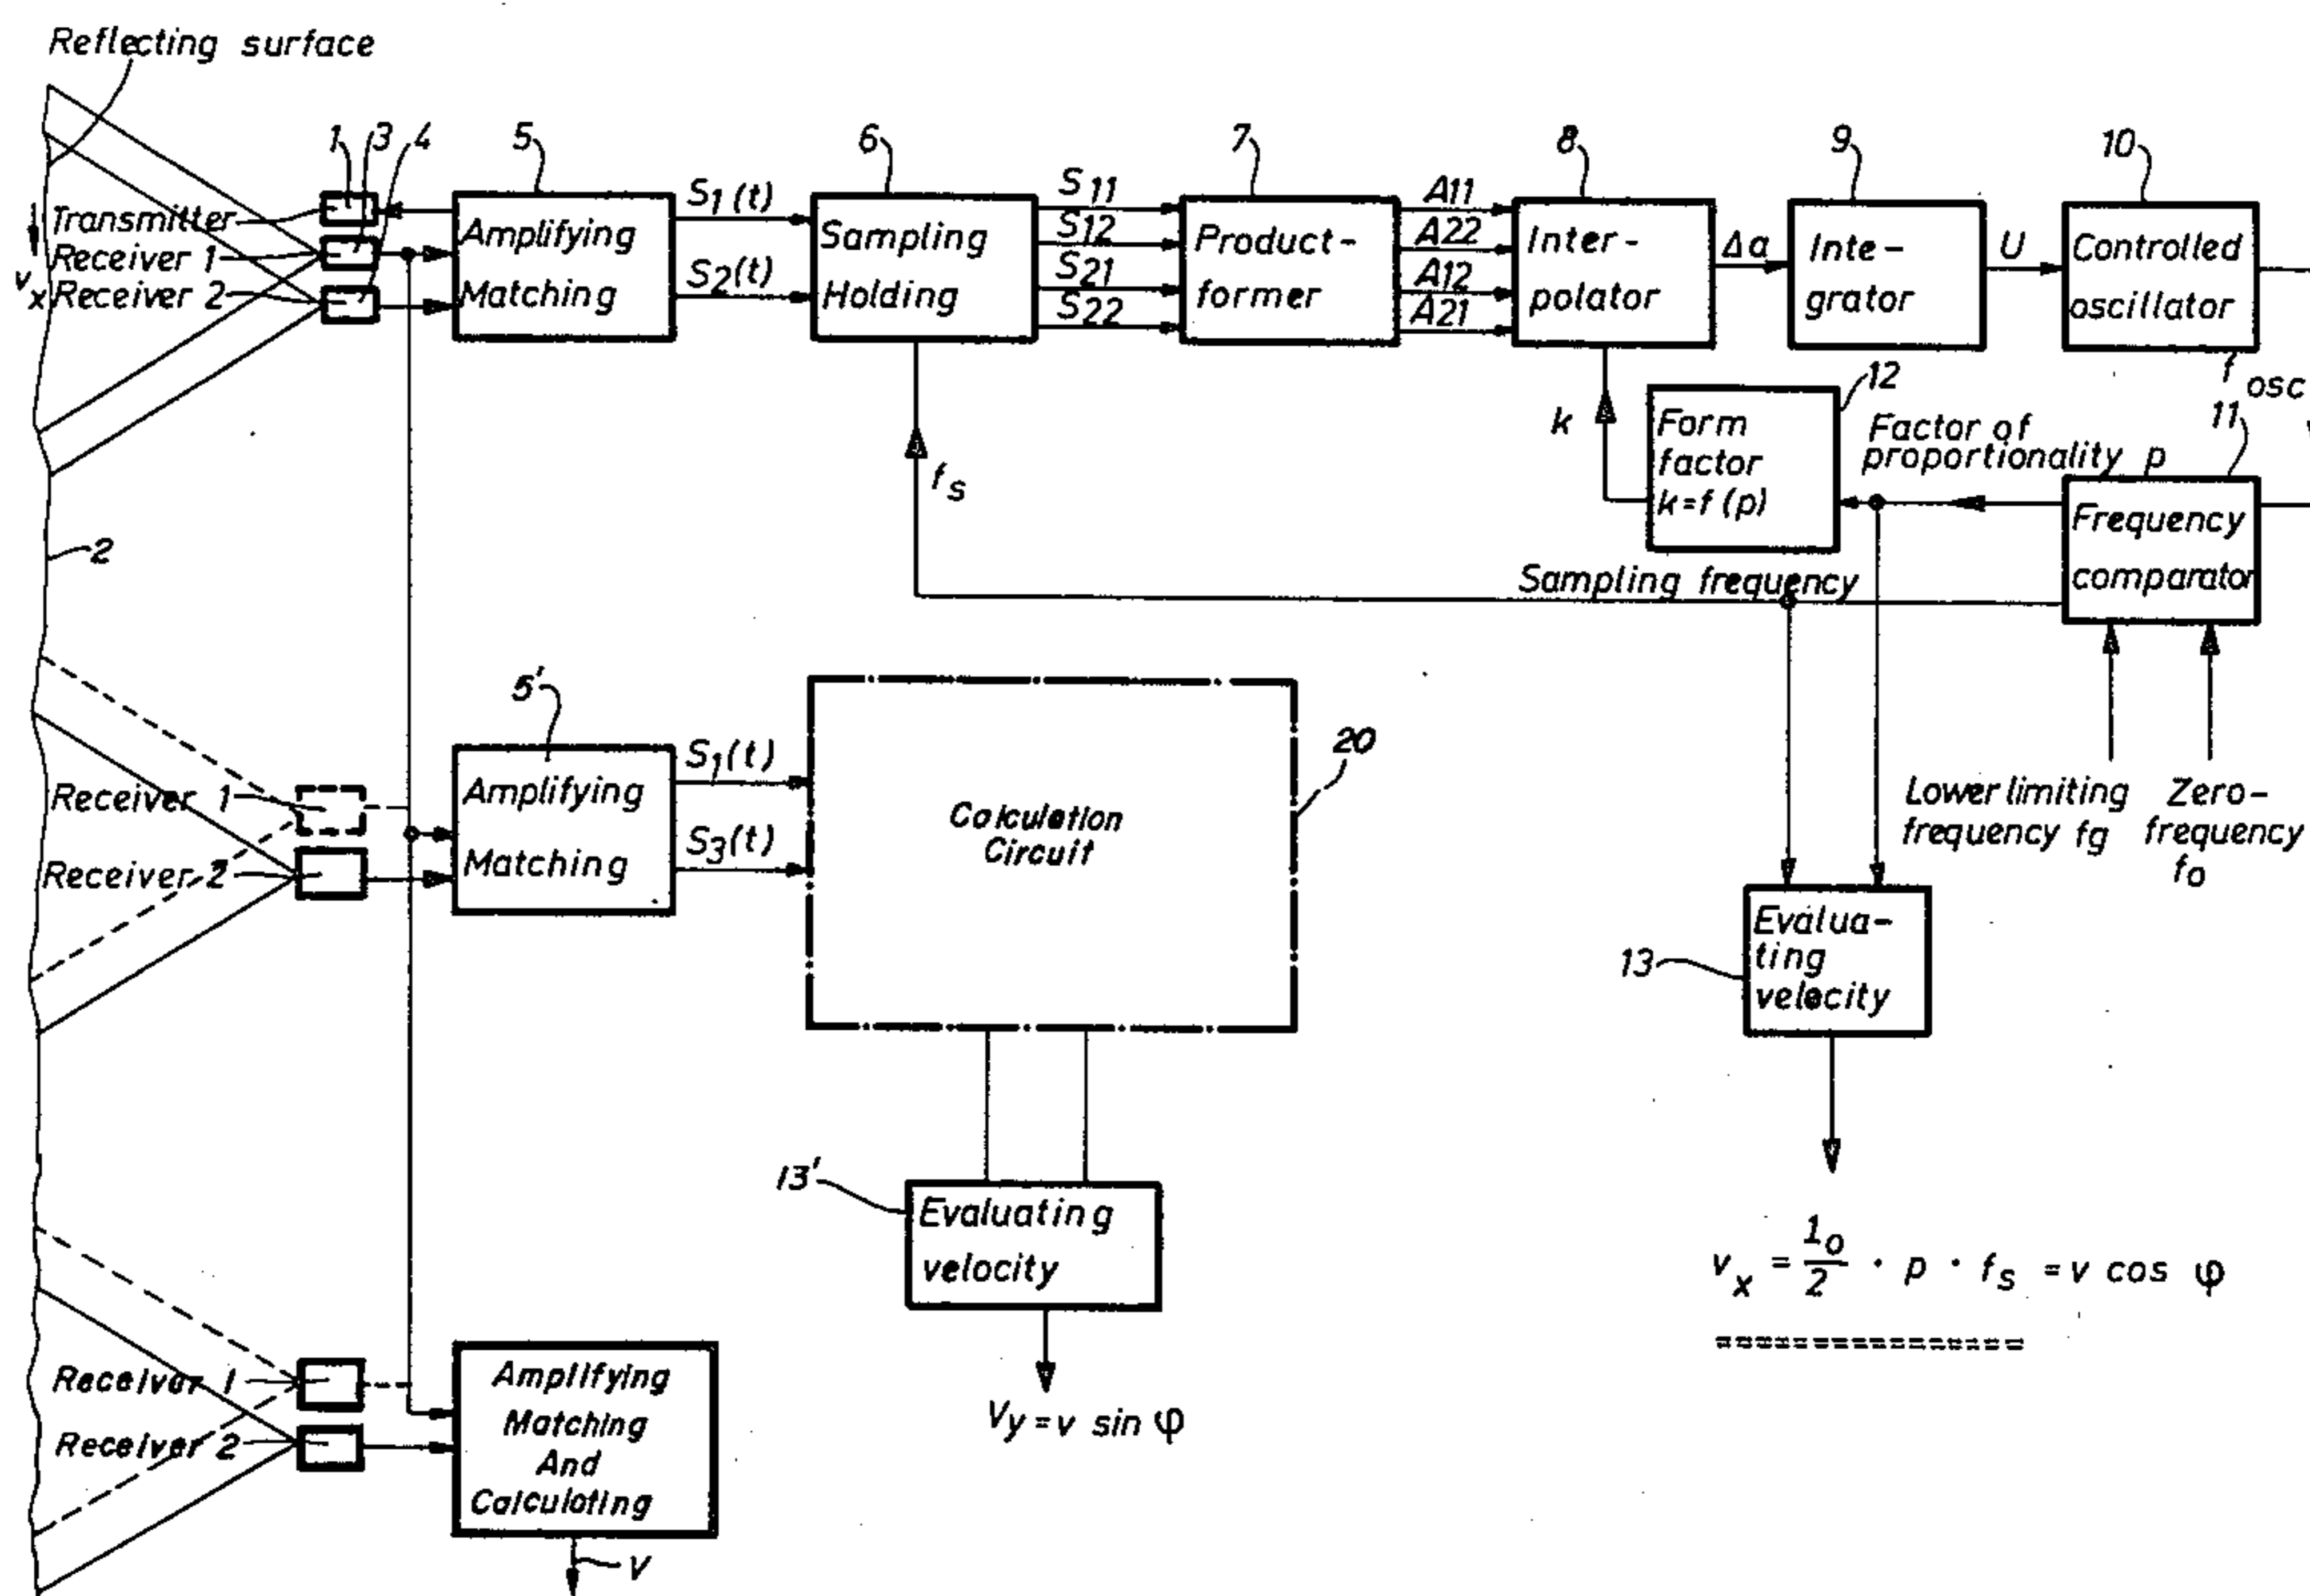 Reflecting surface
1
3
4
5
6
7
8
9
10
Transmitter
Receiver 1
Receiver 2
vx
Amplifying
Matching
S1(t)
S2(t)
Sampling
Holding
S11
S12
S21
S22
Product-
former
A11
A22
A12
A21
Inter-
polator
Δa
Inte-
grator
U
Controlled
oscillator
fosc
11
12
k
Form
factor
k=f(p)
Factor of
proportionality p
Frequency
comparator
fs
2
Sampling frequency
Lower limiting
frequency fg
Zero-
frequency
fo
5'
Receiver 1
Receiver 2
Amplifying
Matching
S1(t)
S3(t)
Calculation
Circuit
20
13
Evalua-
ting
velocity
13'
Evaluating
velocity
vx = 1o/2 · p · fs = v cos φ
================
Vy = v sin φ
Receiver 1
Receiver 2
Amplifying
Matching
And
Calculating
V